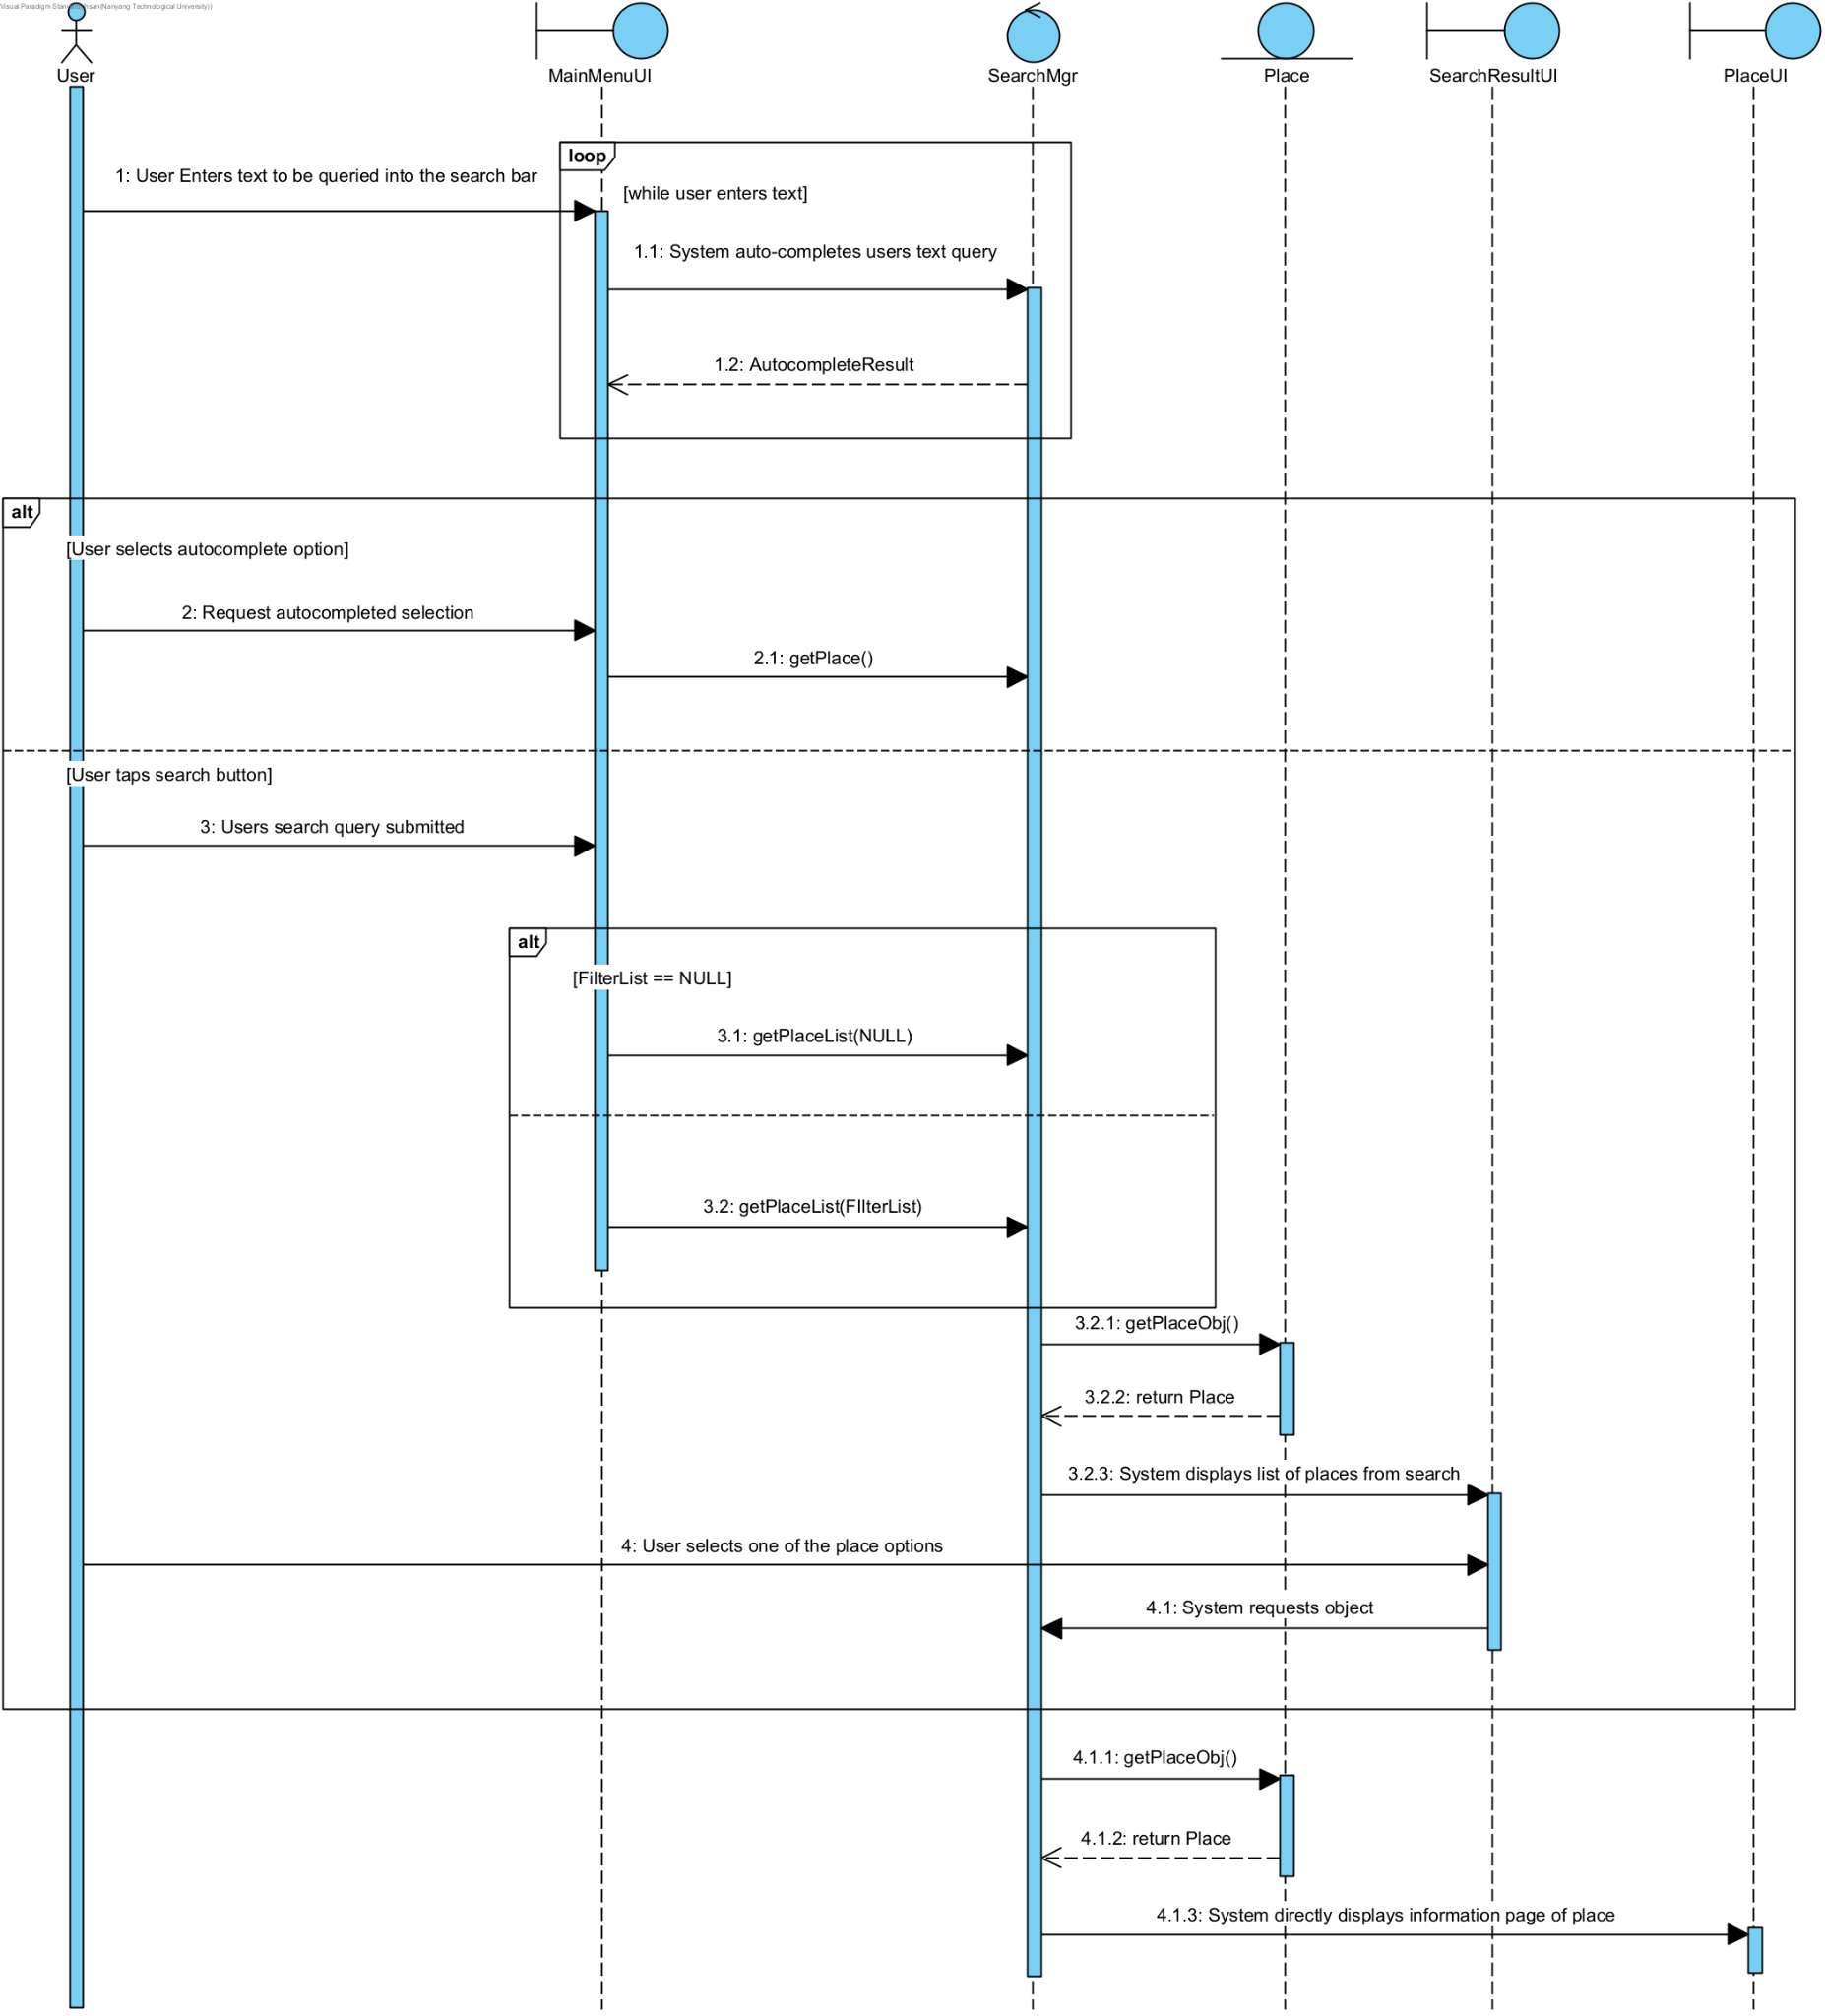 User
MainMenuUI
SearchMgr
Place
SearchResultUI
PlaceUI
loop
1: User Enters text to be queried into the search bar
[while user enters text]
1.1: System auto-completes users text query
1.2: AutocompleteResult
alt
[User selects autocomplete option]
2: Request autocompleted selection
2.1: getPlace()
[User taps search button]
3: Users search query submitted
alt
[FilterList == NULL]
3.1: getPlaceList(NULL)
3.2: getPlaceList(FIlterList)
3.2.1: getPlaceObj()
3.2.2: return Place
3.2.3: System displays list of places from search
4: User selects one of the place options
4.1: System requests object
4.1.1: getPlaceObj()
4.1.2: return Place
4.1.3: System directly displays information page of place